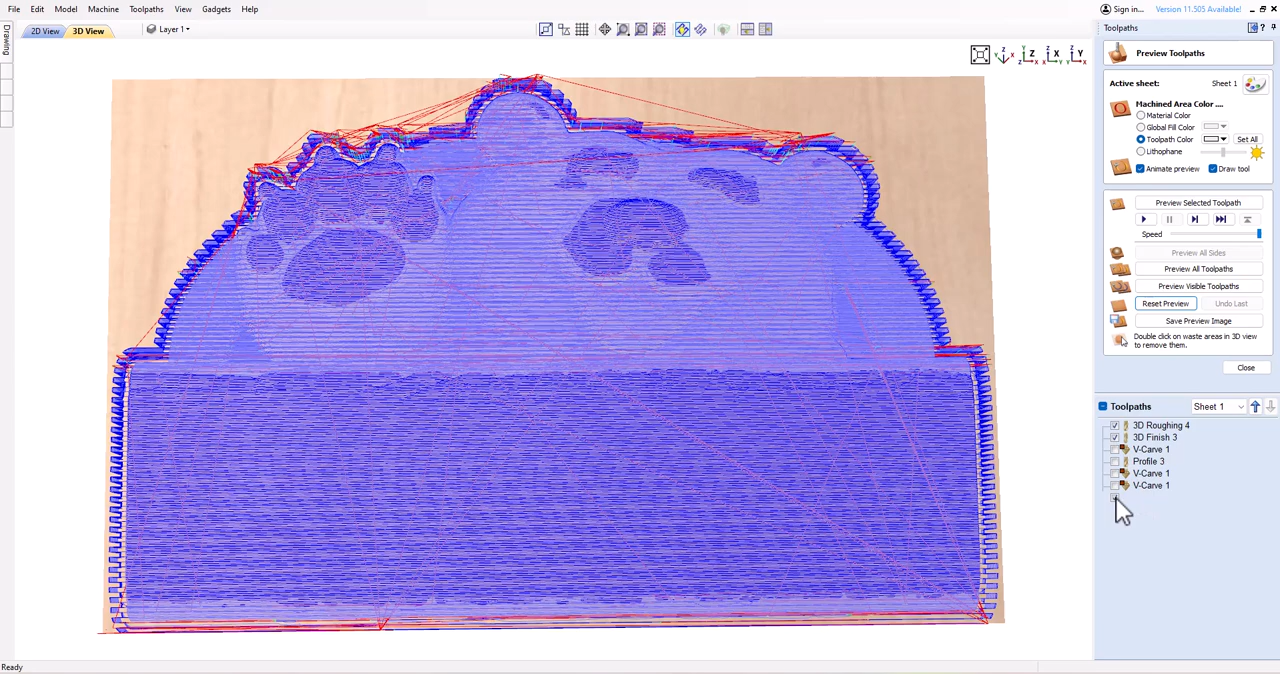 File Edit Model Machine Toolpaths View Gadgets Help
Sign in... Version 11.505 Available!
2D View 3D View Layer 1
Drawing
Z X Y
Toolpaths
Preview Toolpaths
Active sheet: Sheet 1
Machined Area Color ....
Material Color
Global Fill Color
Toolpath Color Set All
Lithophane
Animate preview Draw tool
Preview Selected Toolpath
Speed
Preview All Sides
Preview All Toolpaths
Preview Visible Toolpaths
Reset Preview Undo Last
Save Preview Image
Double click on waste areas in 3D view
to remove them.
Close
Toolpaths Sheet 1
3D Roughing 4
3D Finish 3
V-Carve 1
Profile 3
V-Carve 1
V-Carve 1
Ready